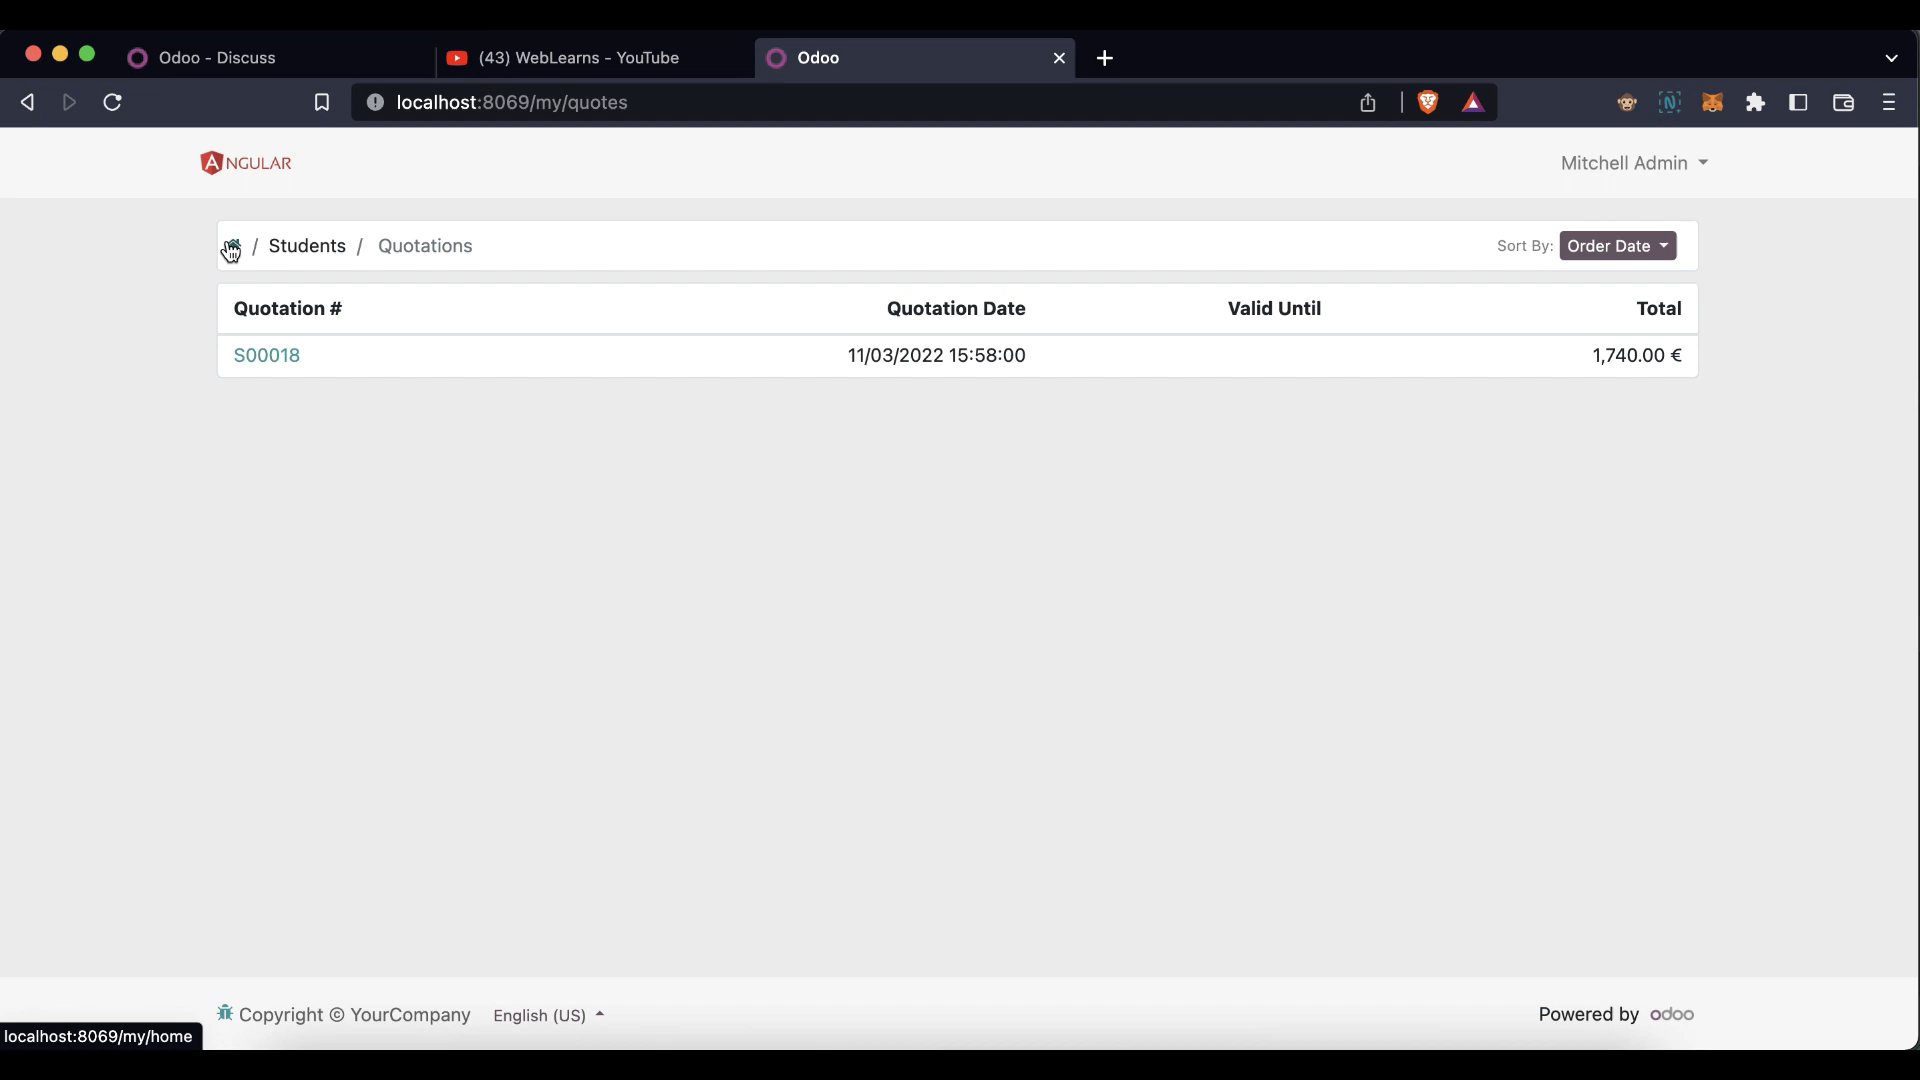 Odoo - Discuss
(43) WebLearns - YouTube
Odoo
localhost:8069/my/quotes
ANGULAR
Mitchell Admin
/ Students / Quotations
Sort By: Order Date
Quotation # Quotation Date Valid Until Total
S00018 11/03/2022 15:58:00 1,740.00 €
Copyright © YourCompany English (US)
Powered by odoo
localhost:8069/my/home